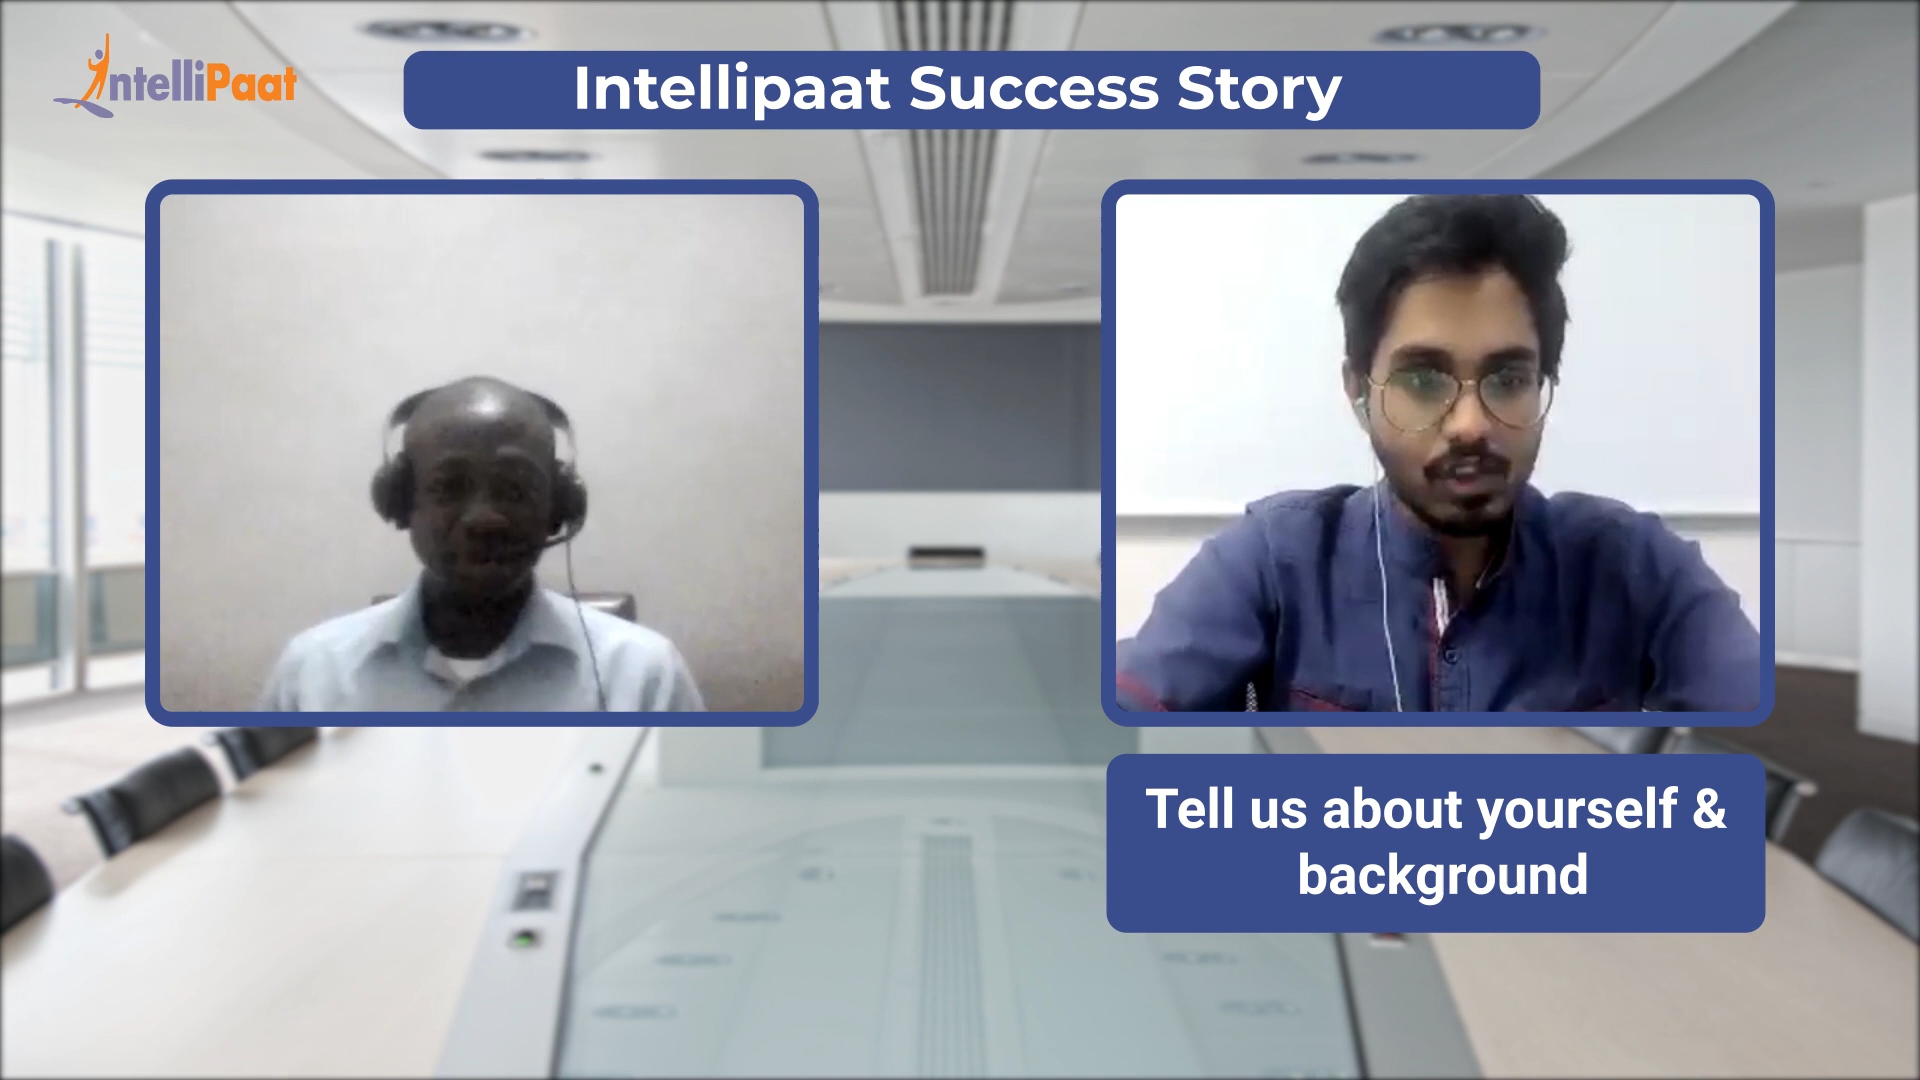 IntelliPaat
Intellipaat Success Story
Tell us about yourself &
background